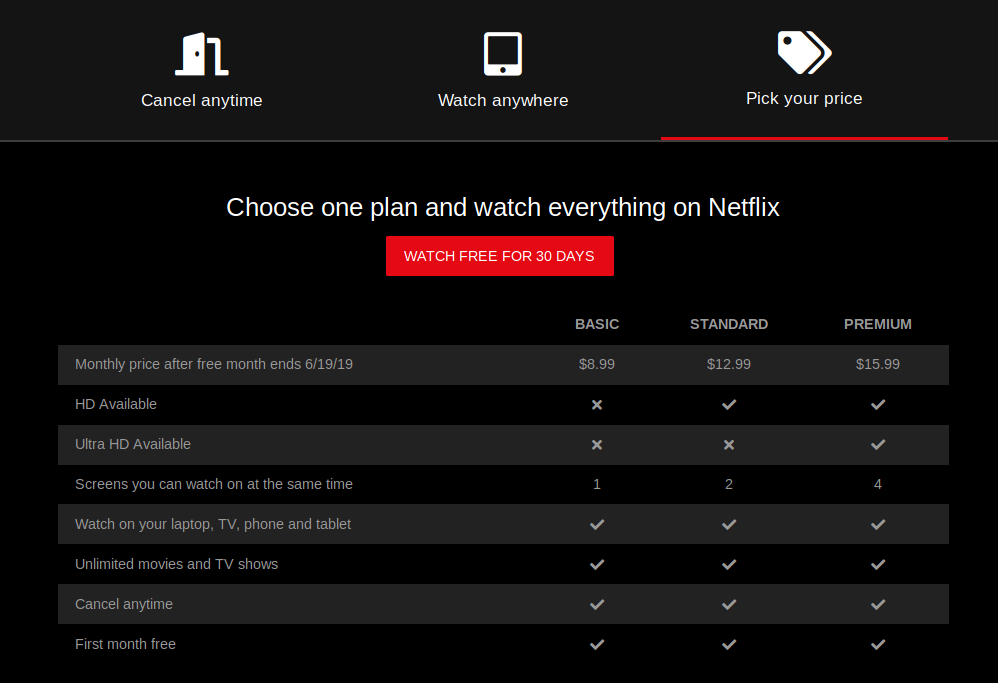 Cancel anytime
Watch anywhere
Pick your price
Choose one plan and watch everything on Netflix
WATCH FREE FOR 30 DAYS
BASIC STANDARD PREMIUM
Monthly price after free month ends 6/19/19 $8.99 $12.99 $15.99
HD Available
Ultra HD Available
Screens you can watch on at the same time 1 2 4
Watch on your laptop, TV, phone and tablet
Unlimited movies and TV shows
Cancel anytime
First month free